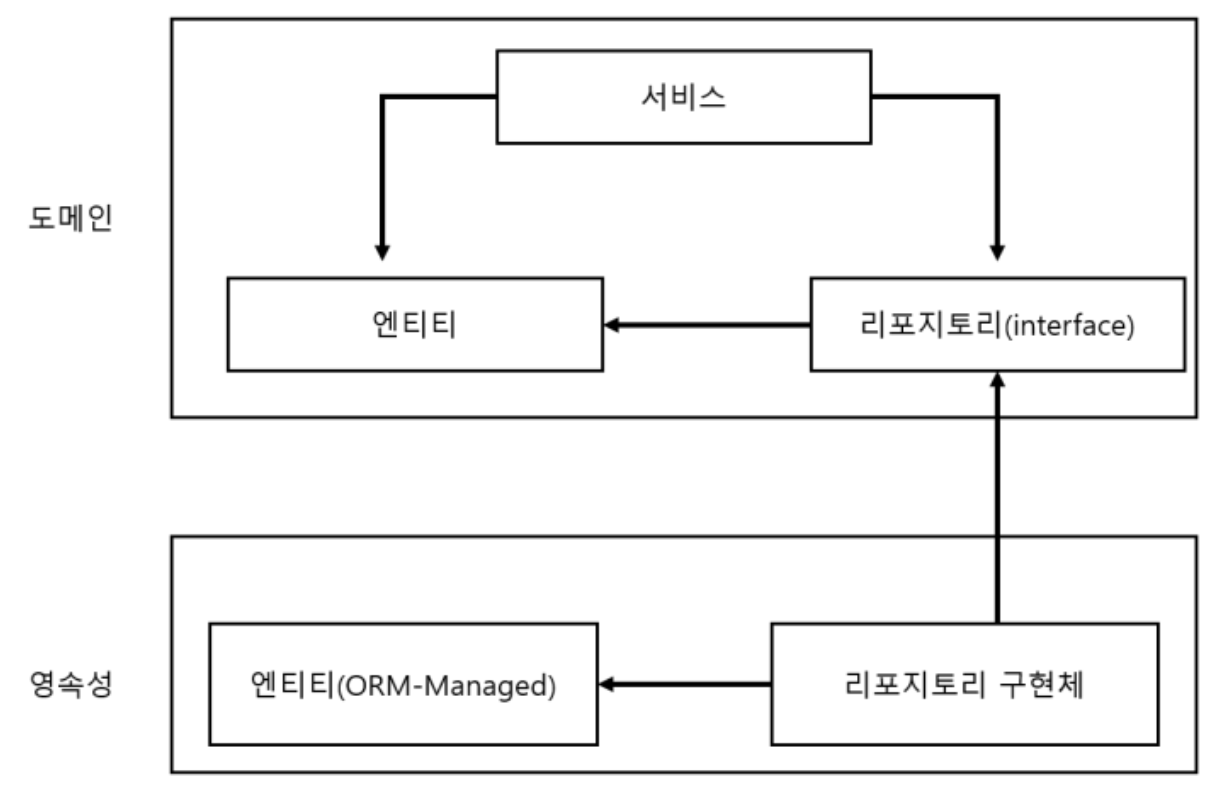 서비스
도메인
엔티티
리포지토리(interface)
영속성
엔티티(ORM-Managed)
리포지토리 구현체